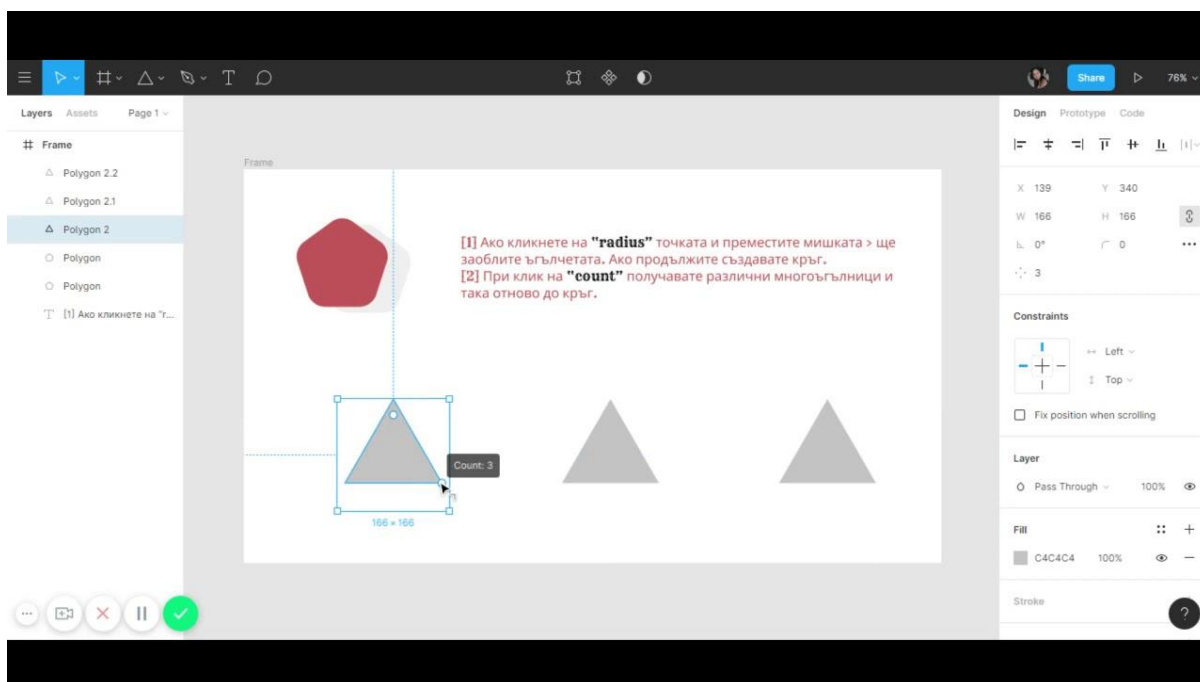 Share
76%
Layers
Assets
Page 1
Design
Prototype
Code
Frame
Polygon 2.2
Polygon 2.1
Polygon 2
Polygon
Polygon
[1] Ако кликнете на "r...
Frame
[1] Ако кликнете на "radius" точката и преместите мишката > ще
заоблите ъгълчетата. Ако продължите създавате кръг.
[2] При клик на "count" получавате различни многоъгълници и
така отново до кръг.
Count: 3
166 × 166
X 139
Y 340
W 166
H 166
0°
0
3
Constraints
Left
Top
Fix position when scrolling
Layer
Pass Through
100%
Fill
C4C4C4
100%
Stroke
?